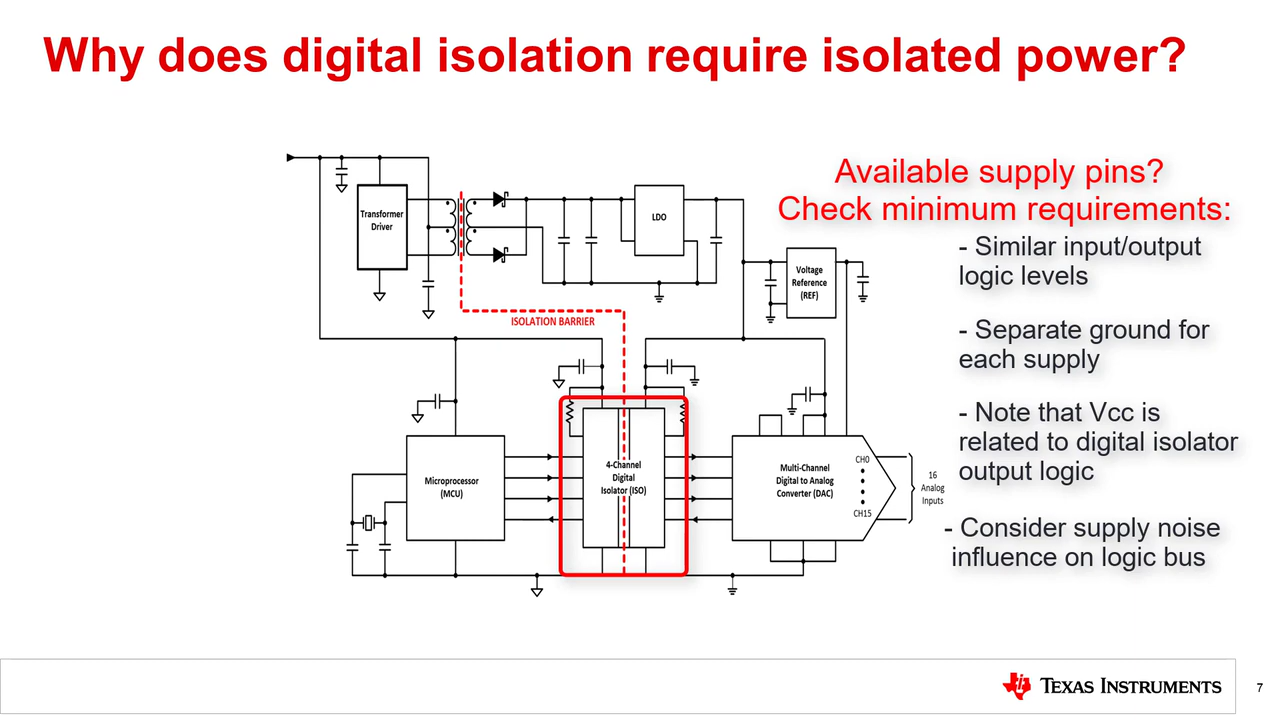 Why does digital isolation require isolated power?
Available supply pins?
Check minimum requirements:
- Similar input/output
logic levels
- Separate ground for
each supply
- Note that Vcc is
related to digital isolator
output logic
- Consider supply noise
influence on logic bus
Transformer
Driver
LDO
Voltage
Reference
(REF)
ISOLATION BARRIER
Microprocessor
(MCU)
4-Channel
Digital
Isolator (ISO)
Multi-Channel
Digital to Analog
Converter (DAC)
CH0
CH15
16
Analog
Inputs
TEXAS INSTRUMENTS
7